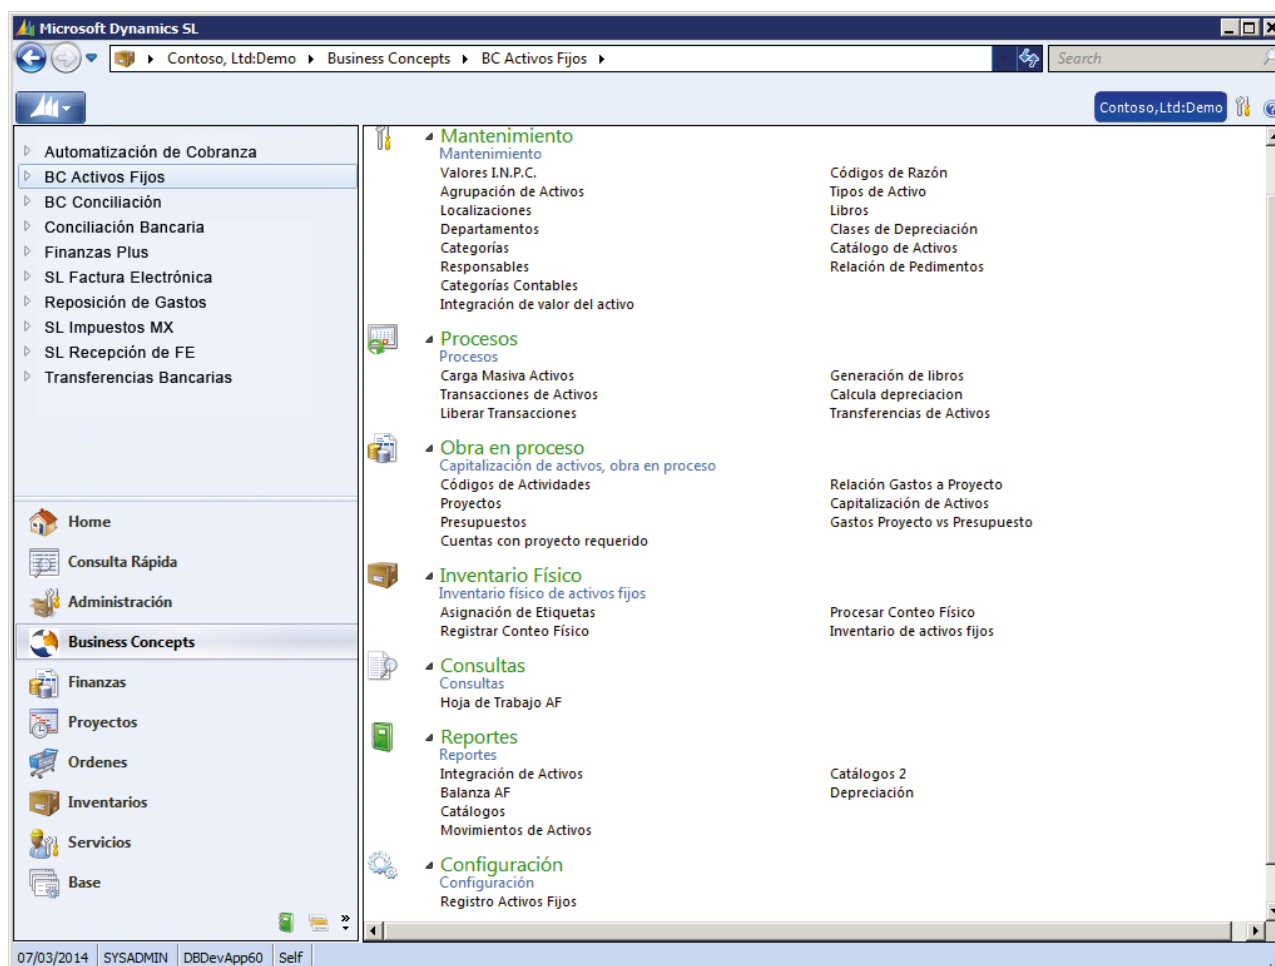 Microsoft Dynamics SL
Contoso, Ltd:Demo Business Concepts BC Activos Fijos
Search
Contoso,Ltd:Demo
Automatización de Cobranza
BC Activos Fijos
BC Conciliación
Conciliación Bancaria
Finanzas Plus
SL Factura Electrónica
Reposición de Gastos
SL Impuestos MX
SL Recepción de FE
Transferencias Bancarias
Home
Consulta Rápida
Administración
Business Concepts
Finanzas
Proyectos
Ordenes
Inventarios
Servicios
Base
Mantenimiento
Mantenimiento
Valores I.N.P.C. Códigos de Razón
Agrupación de Activos Tipos de Activo
Localizaciones Libros
Departamentos Clases de Depreciación
Categorías Catálogo de Activos
Responsables Relación de Pedimentos
Categorías Contables
Integración de valor del activo
Procesos
Procesos
Carga Masiva Activos Generación de libros
Transacciones de Activos Calcula depreciacion
Liberar Transacciones Transferencias de Activos
Obra en proceso
Capitalización de activos, obra en proceso
Códigos de Actividades Relación Gastos a Proyecto
Proyectos Capitalización de Activos
Presupuestos Gastos Proyecto vs Presupuesto
Cuentas con proyecto requerido
Inventario Físico
Inventario físico de activos fijos
Asignación de Etiquetas Procesar Conteo Físico
Registrar Conteo Físico Inventario de activos fijos
Consultas
Consultas
Hoja de Trabajo AF
Reportes
Reportes
Integración de Activos Catálogos 2
Balanza AF Depreciación
Catálogos
Movimientos de Activos
Configuración
Configuración
Registro Activos Fijos
07/03/2014 SYSADMIN DBDevApp60 Self